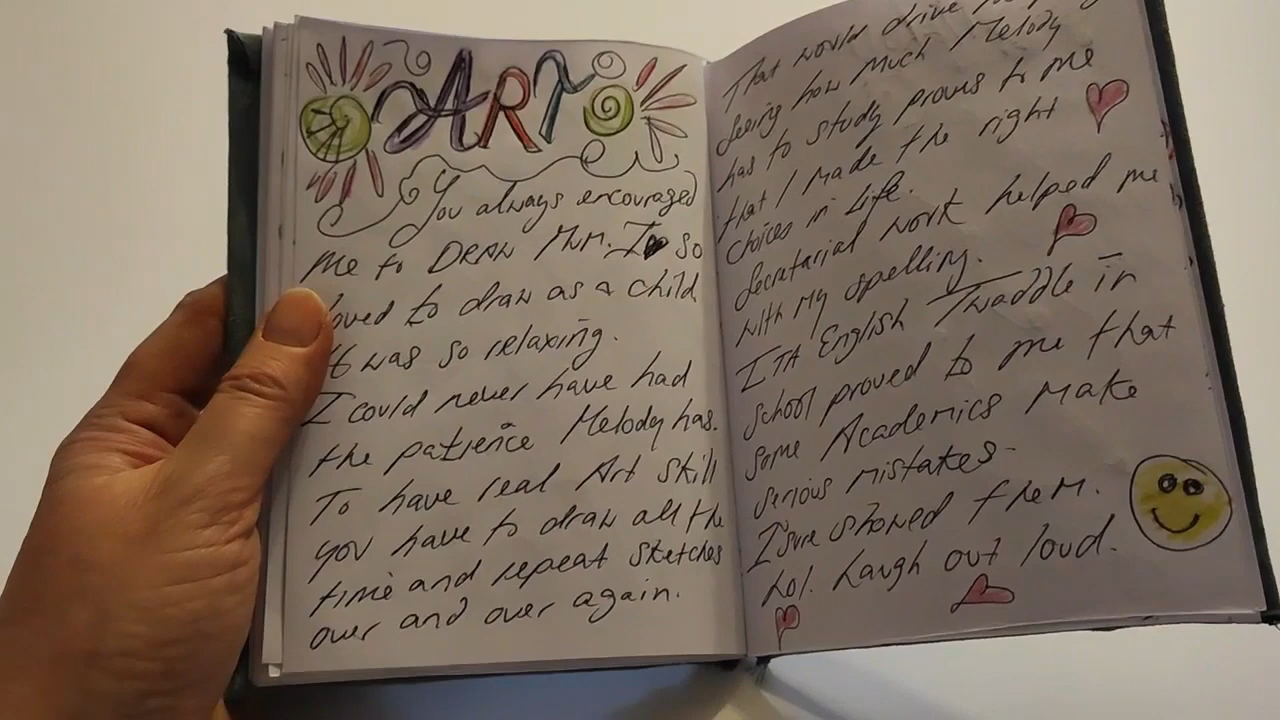 ART
You always encouraged
me to DRAW MUM. I so
loved to draw as a child
it was so relaxing.
I could never have had
the patience Melody has.
To have real Art skill
you have to draw all the
time and repeat sketches
over and over again.
That would drive me
Seeing how much Melody
has to study proves to me
that I made the right
choices in Life.
Secretarial work helped me
with my spelling.
ITA English Twaddle in
school proved to me that
some Academics make
serious mistakes-
I sure showed them.
Lol. Laugh out loud.